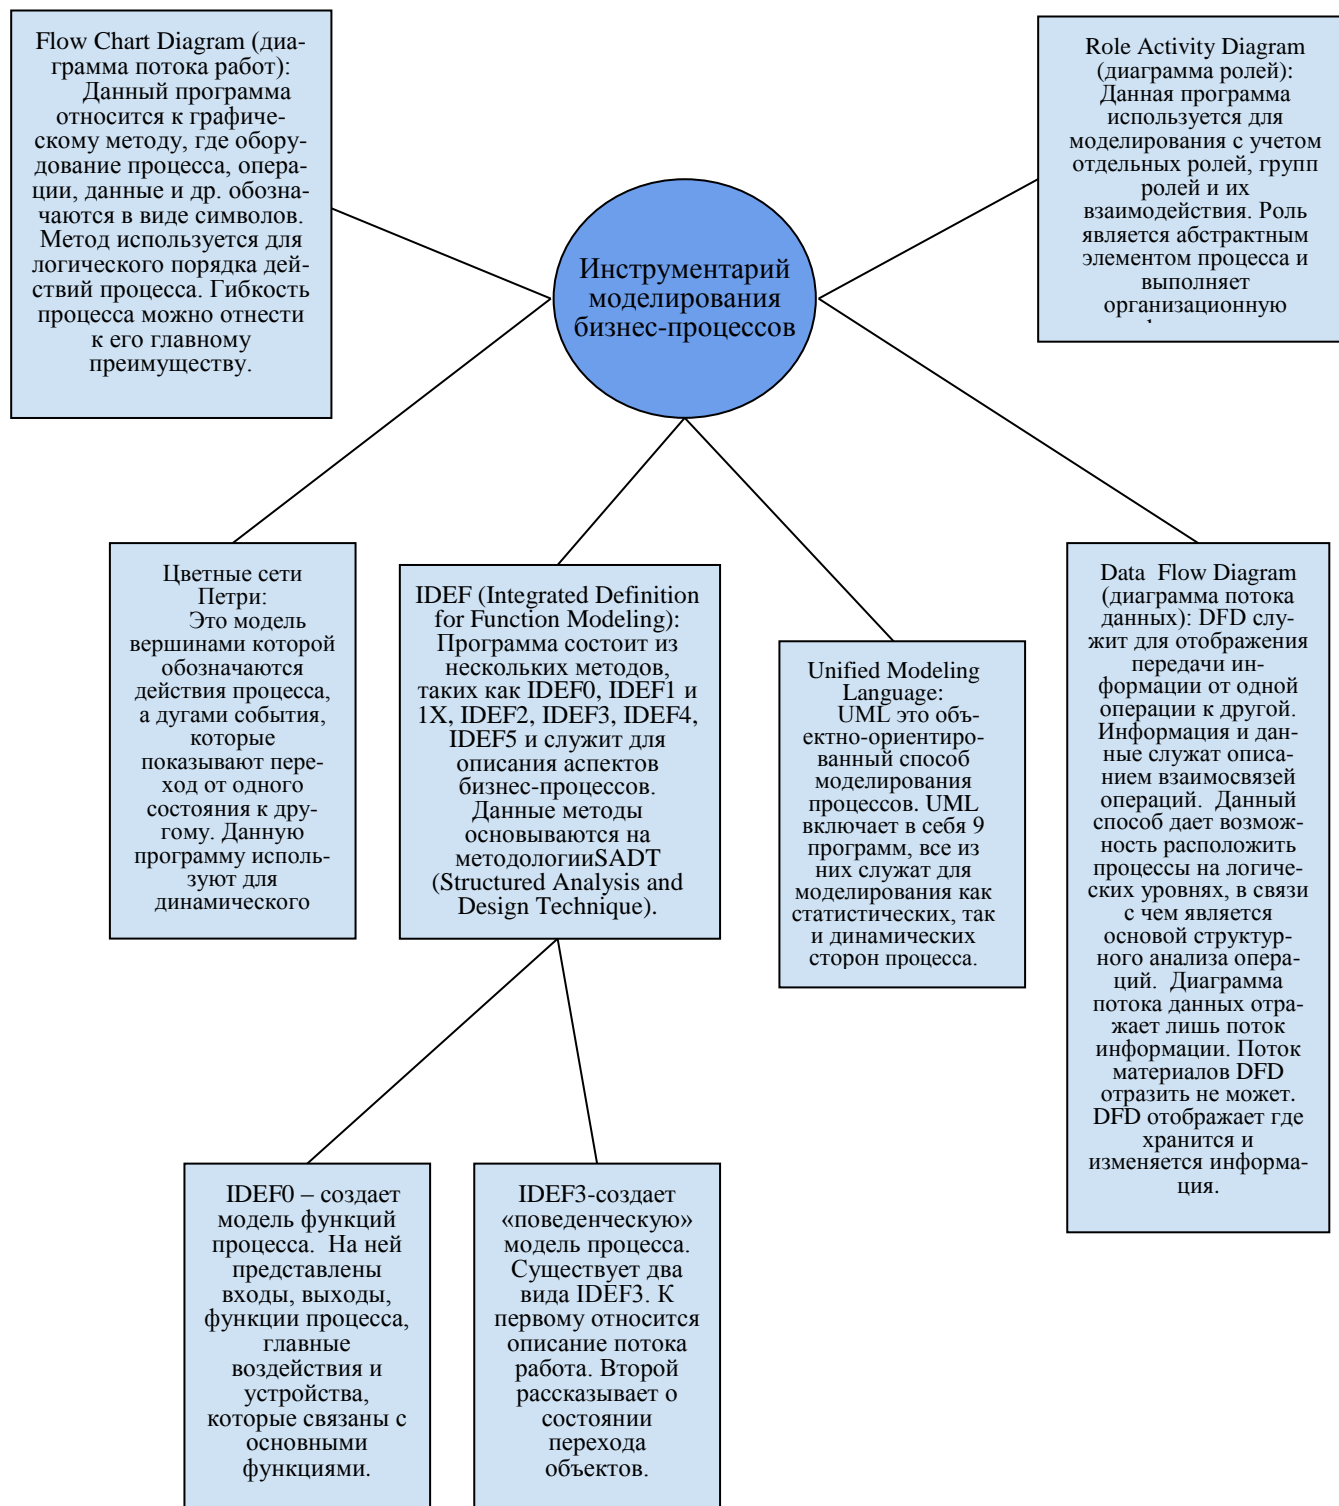 Flow Chart Diagram (диа-
грамма потока работ):
Данный программа
относится к графиче-
скому методу, где обору-
дование процесса, опера-
ции, данные и др. обозна-
чаются в виде символов.
Метод используется для
логического порядка дей-
ствий процесса. Гибкость
процесса можно отнести
к его главному
преимуществу.
Role Activity Diagram
(диаграмма ролей):
Данная программа
используется для
моделирования с учетом
отдельных ролей, групп
ролей и их
взаимодействия. Роль
является абстрактным
элементом процесса и
выполняет
организационную
Инструментарий
моделирования
бизнес-процессов
Цветные сети
Петри:
Это модель
вершинами которой
обозначаются
действия процесса,
а дугами события,
которые
показывают пере-
ход от одного
состояния к дру-
гому. Данную
программу исполь-
зуют для
динамического
IDEF (Integrated Definition
for Function Modeling):
Программа состоит из
нескольких методов,
таких как IDEF0, IDEF1 и
1X, IDEF2, IDEF3, IDEF4,
IDEF5 и служит для
описания аспектов
бизнес-процессов.
Данные методы
основываются на
методологииSADT
(Structured Analysis and
Design Technique).
Unified Modeling
Language:
UML это объ-
ектно-ориентиро-
ванный способ
моделирования
процессов. UML
включает в себя 9
программ, все из
них служат для
моделирования как
статистических, так
и динамических
сторон процесса.
Data Flow Diagram
(диаграмма потока
данных): DFD слу-
жит для отображения
передачи ин-
формации от одной
операции к другой.
Информация и дан-
ные служат описа-
нием взаимосвязей
операций. Данный
способ дает возмож-
ность расположить
процессы на логиче-
ских уровнях, в связи
с чем является
основой структур-
ного анализа опера-
ций. Диаграмма
потока данных отра-
жает лишь поток
информации. Поток
материалов DFD
отразить не может.
DFD отображает где
хранится и
изменяется информа-
ция.
IDEF0 – создает
модель функций
процесса. На ней
представлены
входы, выходы,
функции процесса,
главные
воздействия и
устройства,
которые связаны с
основными
функциями.
IDEF3-создает
«поведенческую»
модель процесса.
Существует два
вида IDEF3. К
первому относится
описание потока
работа. Второй
рассказывает о
состоянии
перехода
объектов.